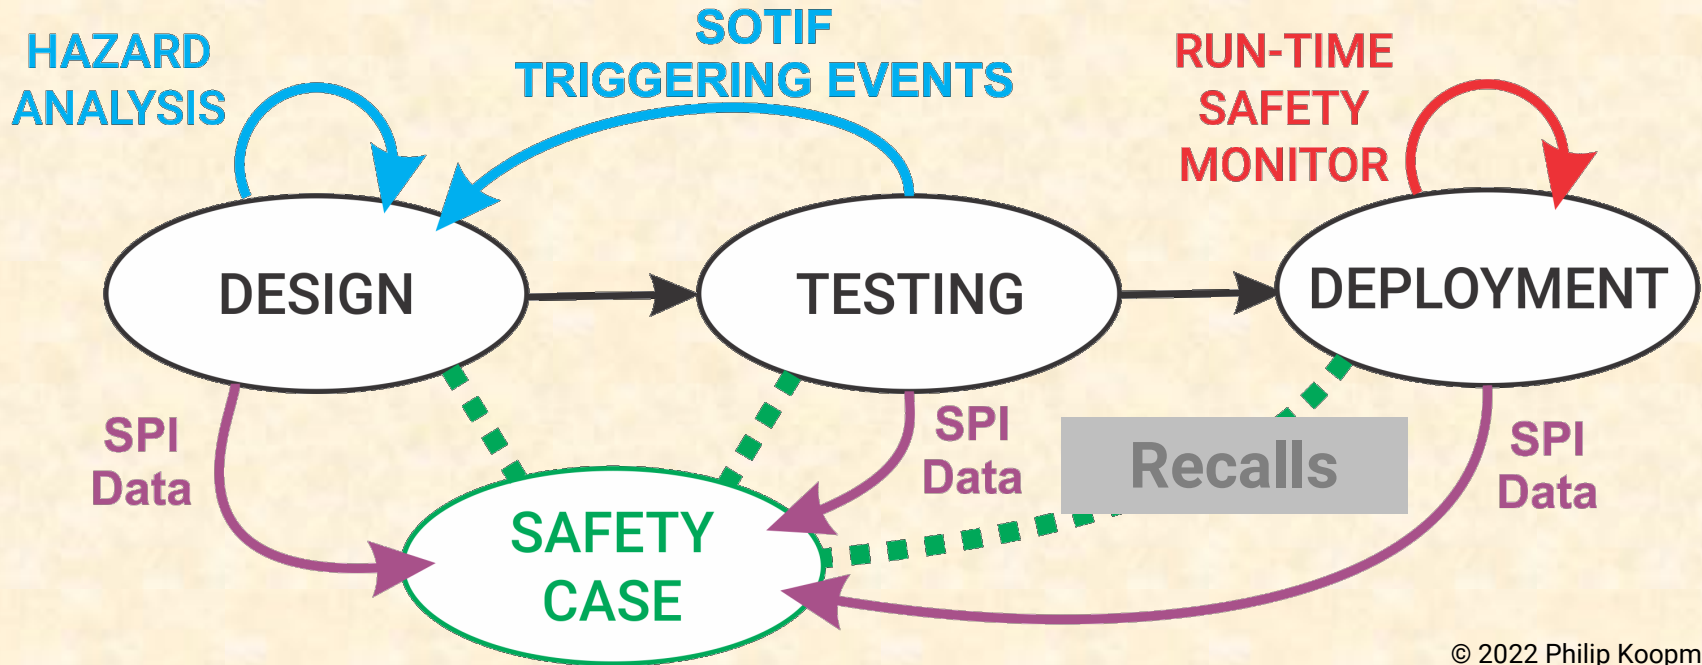 HAZARD
ANALYSIS
SOTIF
TRIGGERING EVENTS
RUN-TIME
SAFETY
MONITOR
DESIGN
TESTING
DEPLOYMENT
SPI
Data
SPI
Data
Recalls
SPI
Data
SAFETY
CASE
© 2022 Philip Koopm